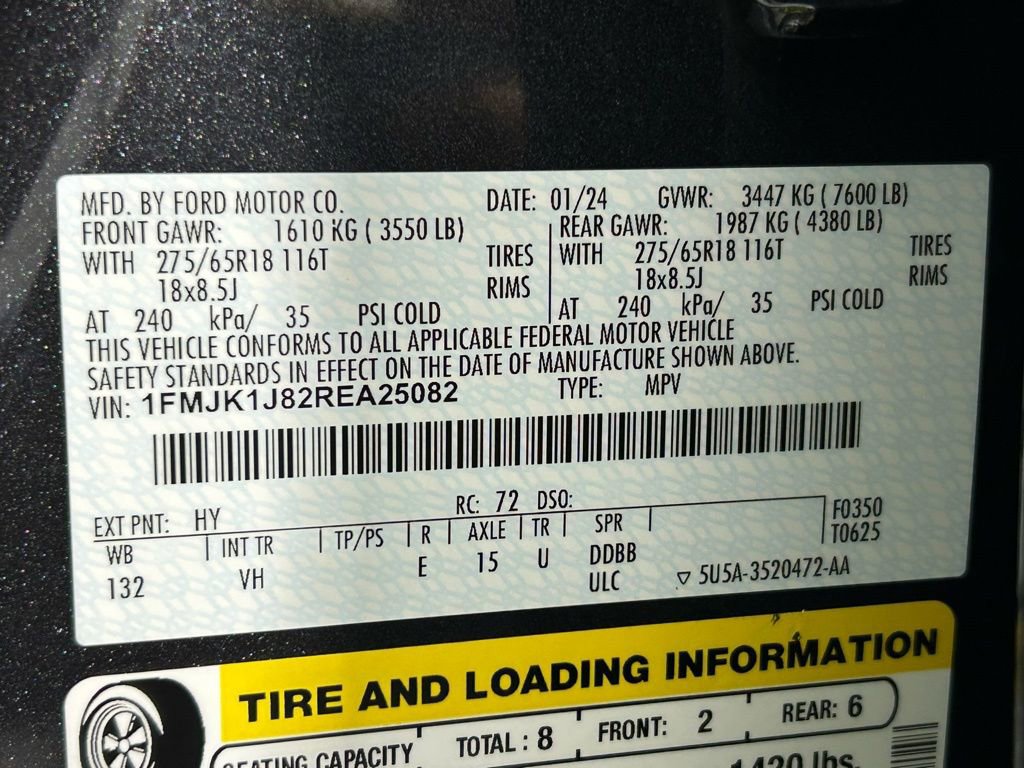 MFD. BY FORD MOTOR CO. DATE: 01/24 GVWR: 3447 KG ( 7600 LB)
FRONT GAWR: 1610 KG ( 3550 LB) REAR GAWR: 1987 KG ( 4380 LB)
WITH 275/65R18 116T TIRES WITH 275/65R18 116T TIRES
18x8.5J RIMS 18x8.5J RIMS
AT 240 kPa/ 35 PSI COLD AT 240 kPa/ 35 PSI COLD
THIS VEHICLE CONFORMS TO ALL APPLICABLE FEDERAL MOTOR VEHICLE
SAFETY STANDARDS IN EFFECT ON THE DATE OF MANUFACTURE SHOWN ABOVE.
VIN: 1FMJK1J82REA25082 TYPE: MPV
EXT PNT: HY RC: 72 DSO: F0350
WB INT TR TP/PS R AXLE TR SPR T0625
132 VH E 15 U DDBB
ULC ▽ 5U5A-3520472-AA
TIRE AND LOADING INFORMATION
SEATING CAPACITY TOTAL : 8 FRONT: 2 REAR: 6
1420 lbs.